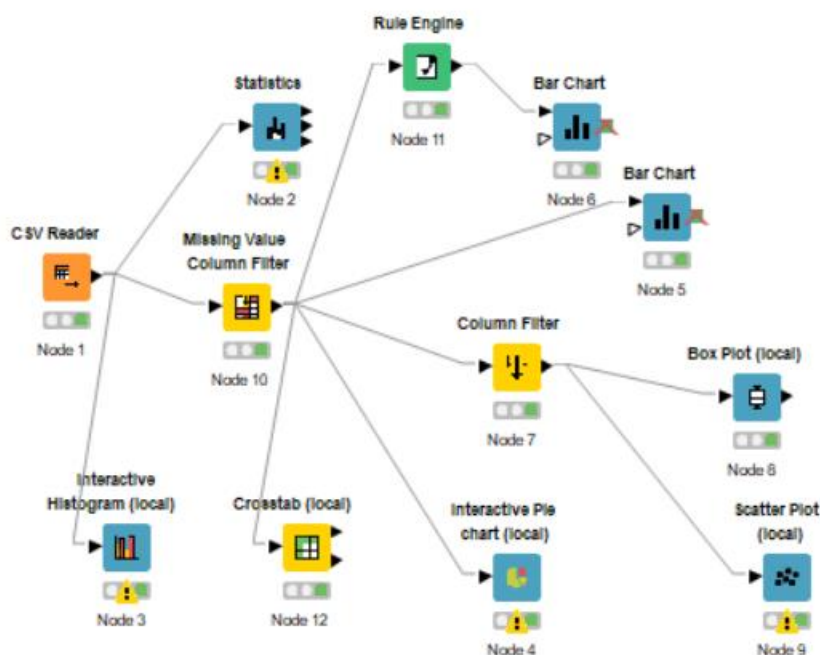 Rule Engine
Node 11
Statistics
Node 2
Bar Chart
Node 6
Bar Chart
Node 5
CSV Reader
Node 1
Missing Value
Column Filter
Node 10
Column Filter
Node 7
Box Plot (local)
Node 8
Interactive
Histogram (local)
Node 3
Crosstab (local)
Node 12
Interactive Pie
chart (local)
Node 4
Scatter Plot
(local)
Node 9